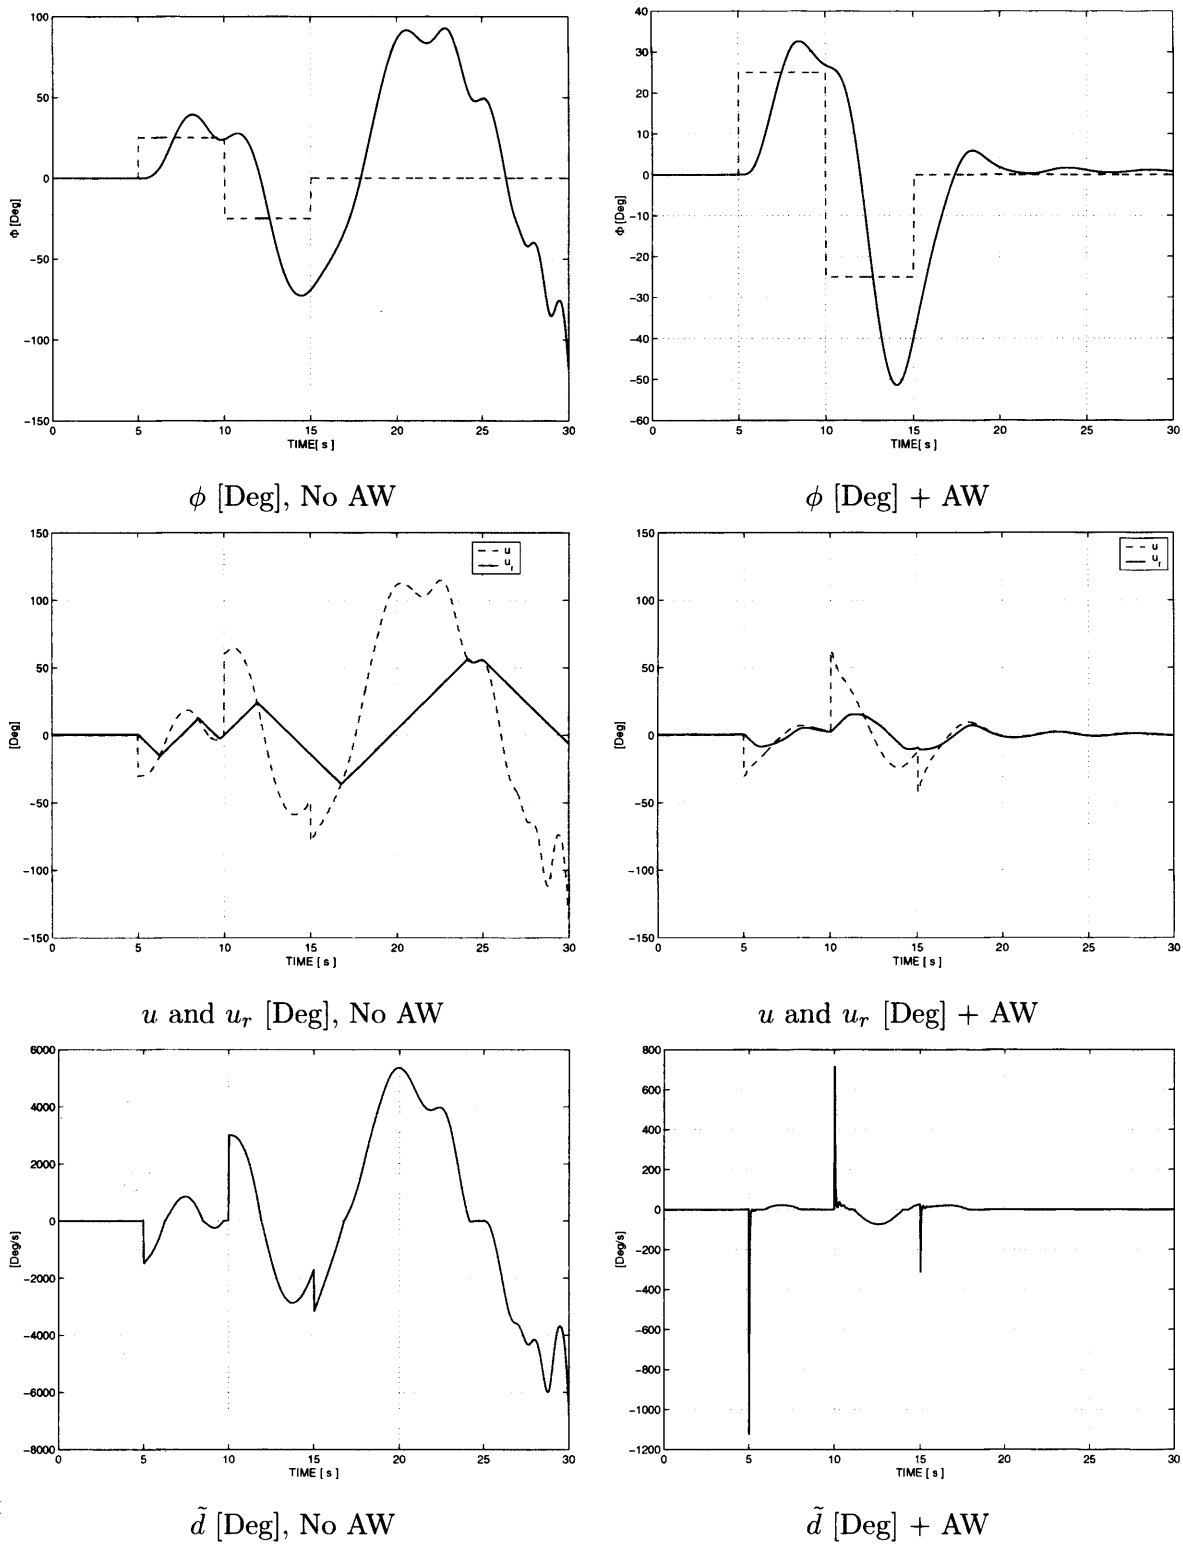 100
50
0
−50
−100
−150
Φ [Deg]
0 5 10 15 20 25 30
TIME[ s ]
ϕ [Deg], No AW
40
30
20
10
0
−10
−20
−30
−40
−50
−60
Φ [Deg]
0 5 10 15 20 25 30
TIME[ s ]
ϕ [Deg] + AW
150
100
50
0
−50
−100
−150
[Deg]
u
u_r
0 5 10 15 20 25 30
TIME [ s ]
u and u_r [Deg], No AW
150
100
50
0
−50
−100
−150
[Deg]
u
u_r
0 5 10 15 20 25 30
TIME [ s ]
u and u_r [Deg] + AW
6000
4000
2000
0
−2000
−4000
−6000
−8000
[Deg/s]
0 5 10 15 20 25 30
TIME [ s ]
d̃ [Deg], No AW
800
600
400
200
0
−200
−400
−600
−800
−1000
−1200
[Deg/s]
0 5 10 15 20 25 30
TIME [ s ]
d̃ [Deg] + AW